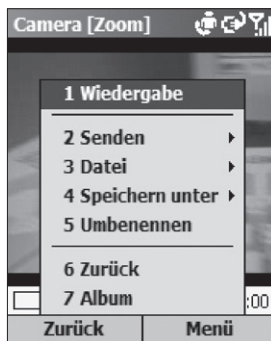 Camera [Zoom]
1 Wiedergabe
2 Senden
3 Datei
4 Speichern unter
5 Umbenennen
6 Zurück
7 Album
:00
Zurück Menü